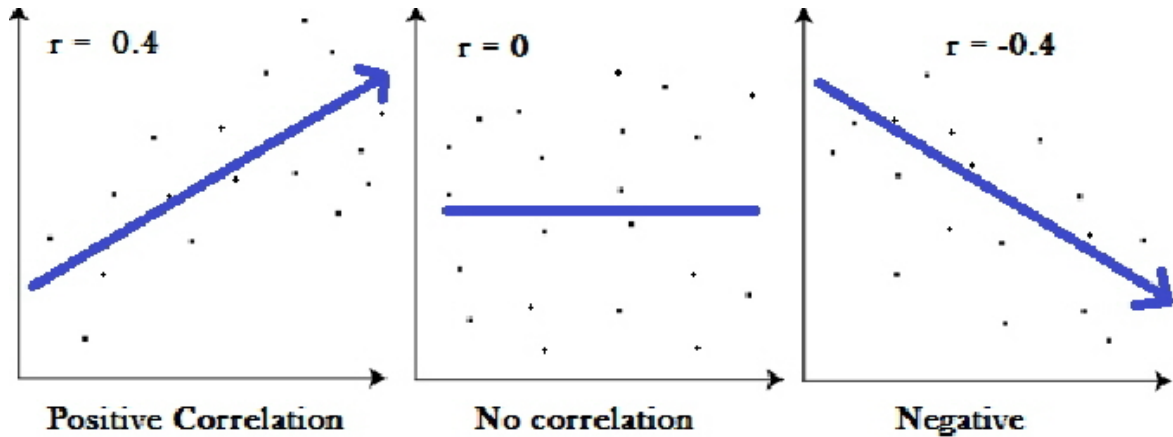 r = 0.4
r = 0
r = -0.4
Positive Correlation
No correlation
Negative